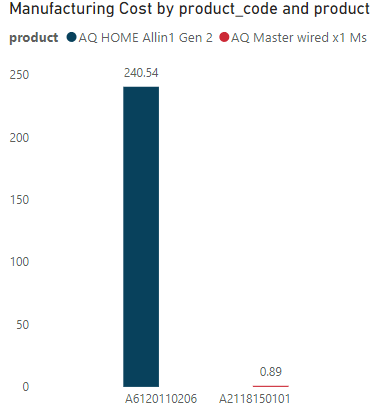 Manufacturing Cost by product_code and product
product AQ HOME Allin1 Gen 2 AQ Master wired x1 Ms
250
240.54
200
150
100
50
0.89
0
A6120110206 A2118150101